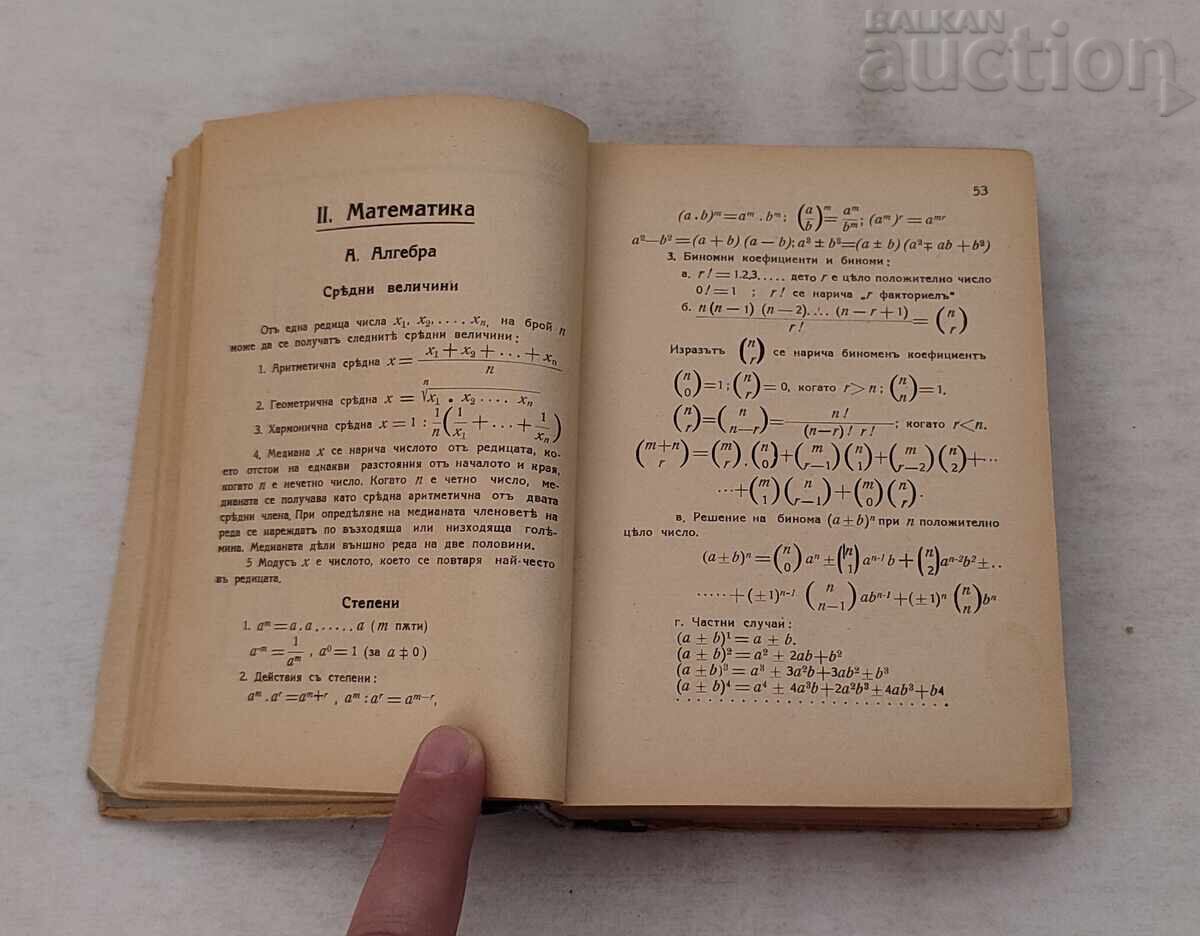 BALKAN
auction
II. Математика
А. Алгебра
Срѣдни величини
Отъ една редица числа x₁, x₂, . . . . xₙ, на брой n
може да се получатъ следнитѣ срѣдни величини:
1. Аритметична срѣдна x = (x₁ + x₂ + . . . + xₙ) / n
2. Геометрична срѣдна x = ⁿ√x₁ • x₂ . . . . xₙ
3. Хармонична срѣдна x = 1 : 1/n (1/x₁ + . . . + 1/xₙ)
4. Медиана x се нарича числото отъ редицата, ко-
ето отстои на еднакви разстояния отъ началото и края,
когато n е нечетно число. Когато n е четно число, ме-
дианата се получава като срѣдна аритметична отъ двата
срѣдни члена. При опредѣляне на медианата членоветѣ на
реда се нареждатъ по възходяща или низходяща голѣ-
мина. Медианата дѣли външно реда на две половини.
5 Модусъ x е числото, което се повтаря най-често
въ редицата.
Степени
1. aᵐ = a . a . . . . . a (m пѫти)
a⁻ᵐ = 1/aᵐ , a⁰ = 1 (за a ≠ 0)
2. Действия съ степени:
aᵐ . aʳ = aᵐ⁺ʳ , aᵐ : aʳ = aᵐ⁻ʳ,
53
(a . b)ᵐ = aᵐ . bᵐ; (a/b)ᵐ = aᵐ/bᵐ; (aᵐ)ʳ = aᵐʳ
a² — b² = (a + b) (a — b); a³ ± b³ = (a ± b) (a² ∓ ab + b²)
3. Биномни коефициенти и биноми:
а. r! = 1.2.3. . . . . дето r е цѣло положително число
0! = 1 ; r! се нарича „r факториелъ“
б. n (n — 1) (n — 2) . . . (n — r + 1) / r! = (n r)
Изразътъ (n r) се нарича биноменъ коефициентъ
(n 0) = 1; (n r) = 0, когато r > n; (n n) = 1.
(n r) = (n n—r) = n! / (n—r)! r! ; когато r < n.
(m+n r) = (m r) . (n 0) + (m r—1) (n 1) + (m r—2) (n 2) + · ·
· · · + (m 1) (n r—1) + (m 0) (n r).
в. Решение на бинома (a ± b)ⁿ при n положително
цѣло число.
(a ± b)ⁿ = (n 0) aⁿ ± (n 1) aⁿ⁻¹ b + (n 2) aⁿ⁻² b² ± . .
· · · · · + (± 1)ⁿ⁻¹ (n n—1) abⁿ⁻¹ + (± 1)ⁿ (n n) bⁿ
г. Частни случаи:
(a ± b)¹ = a ± b.
(a ± b)² = a² ± 2ab + b²
(a ± b)³ = a³ ± 3a²b + 3ab² ± b³
(a ± b)⁴ = a⁴ ± 4a³b + 2a²b² ± 4ab³ + b4
. . . . . . . . . . . . . . . . . . . .